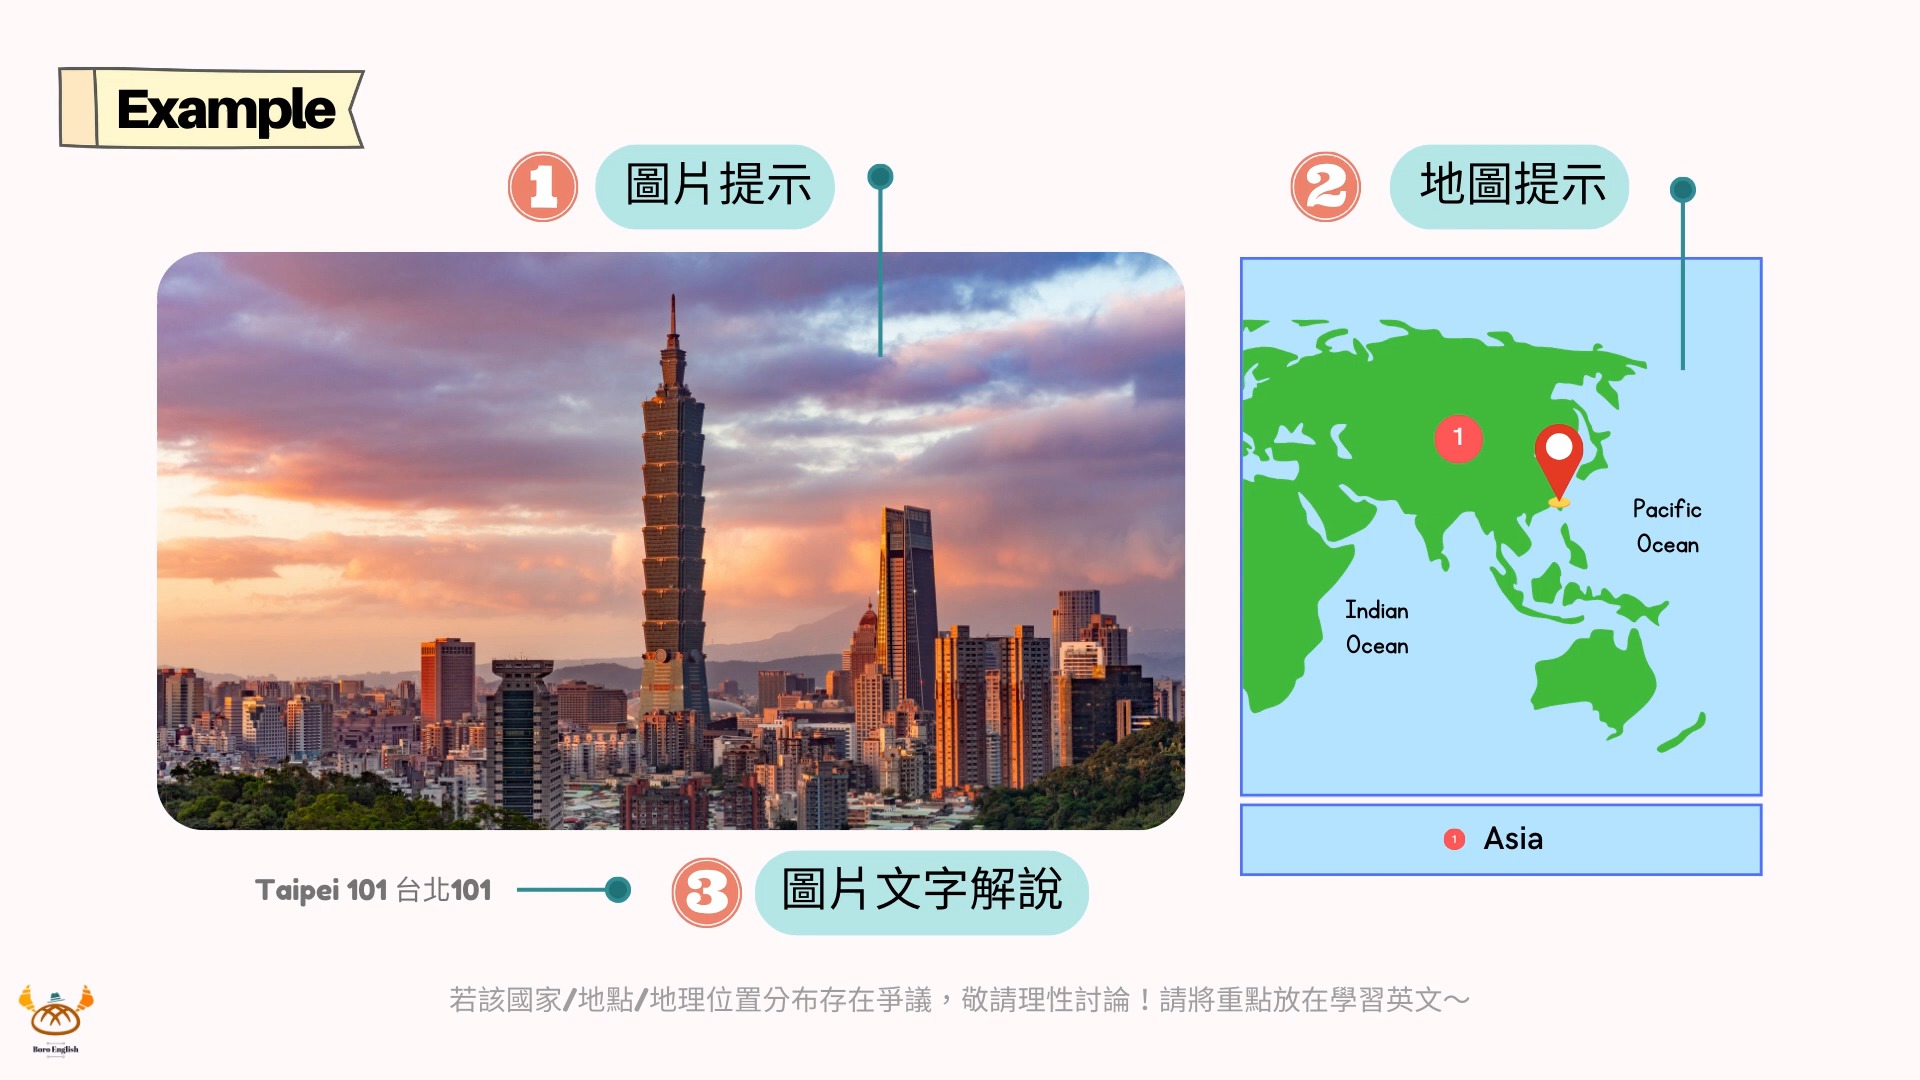 Example
1 圖片提示
2 地圖提示
1
Pacific
Ocean
Indian
Ocean
1 Asia
Taipei 101 台北101
3 圖片文字解說
若該國家/地點/地理位置分布存在爭議，敬請理性討論！請將重點放在學習英文～
Boro English